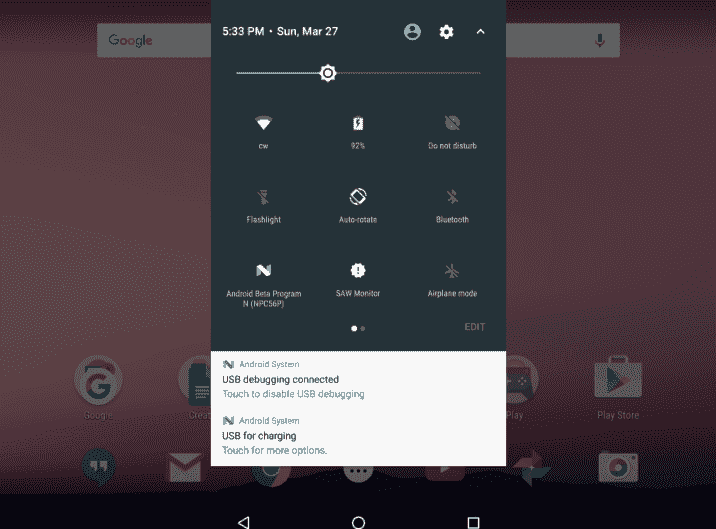 5:33 PM • Sun, Mar 27
Google
cw
92%
Do not disturb
Flashlight
Auto-rotate
Bluetooth
Android Beta Program
N (NPC56P)
SAW Monitor
Airplane mode
EDIT
Android System
USB debugging connected
Touch to disable USB debugging
Android System
USB for charging
Touch for more options.
Google
Creat
Play
Play Store